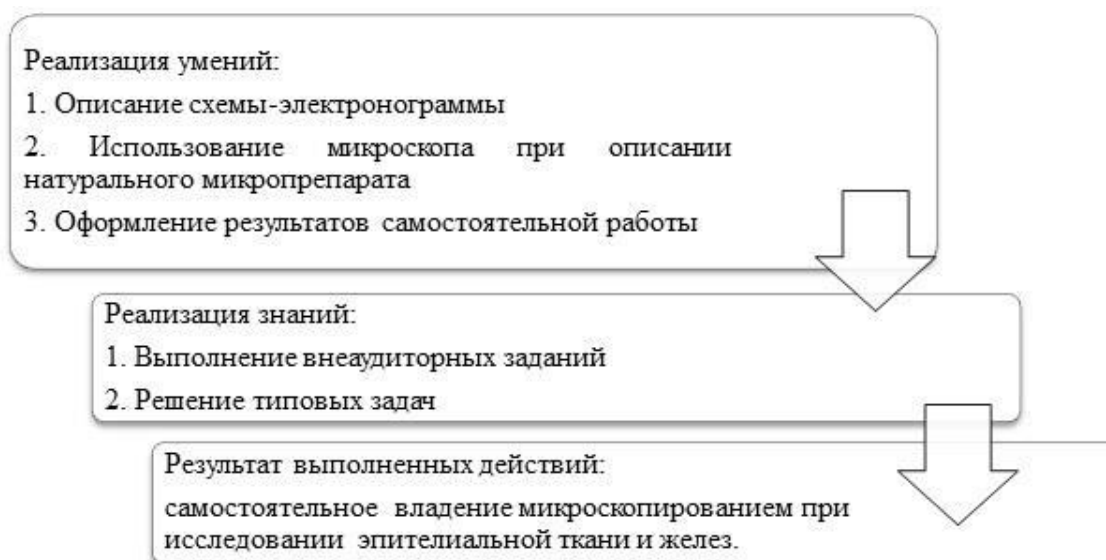 Реализация умений:
1. Описание схемы-электронограммы
2. Использование микроскопа при описании
натурального микропрепарата
3. Оформление результатов самостоятельной работы
Реализация знаний:
1. Выполнение внеаудиторных заданий
2. Решение типовых задач
Результат выполненных действий:
самостоятельное владение микроскопированием при
исследовании эпителиальной ткани и желез.